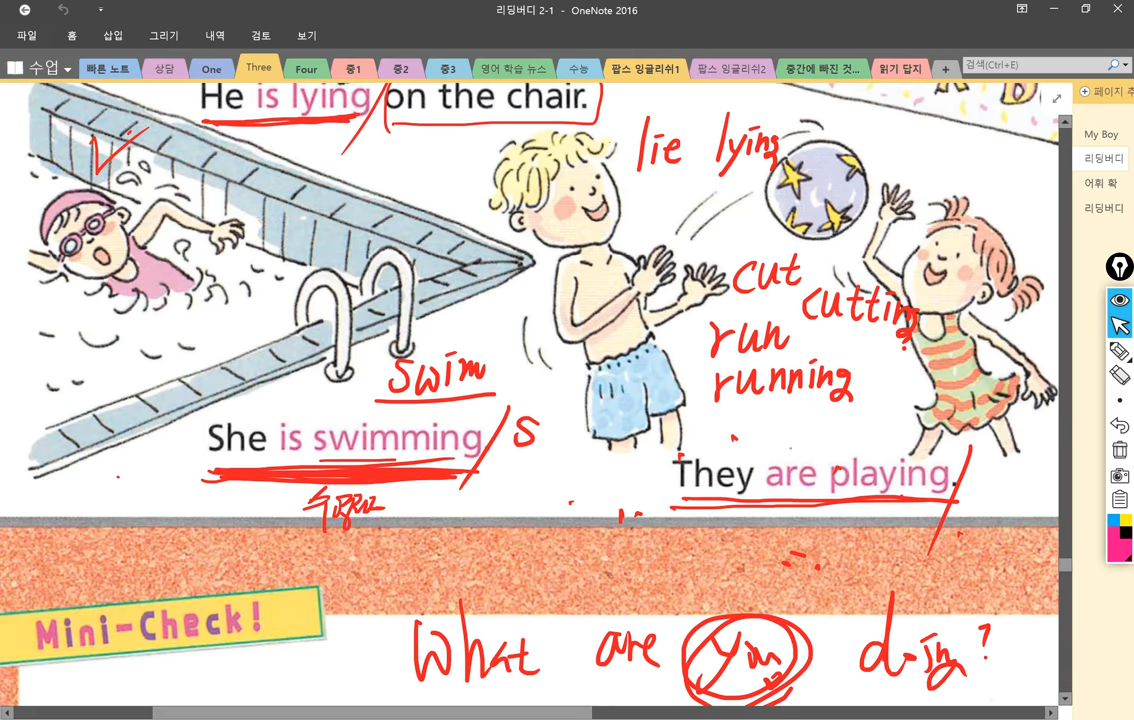 리딩버디 2-1 - OneNote 2016
파일 홈 삽입 그리기 내역 검토 보기
수업 빠른 노트 상담 One Three Four 중1 중2 중3 영어 학습 뉴스 수능 팝스 잉글리쉬1 팝스 잉글리쉬2 중간에 빠진 것... 읽기 답지 + 검색(Ctrl+E)
페이지 추
My Boy
리딩버디
어휘 확
리딩버디
He is lying on the chair.
lie lying
cut cutting
run
running
swim
She is swimming s
They are playing.
Mini-Check!
What are you doing?